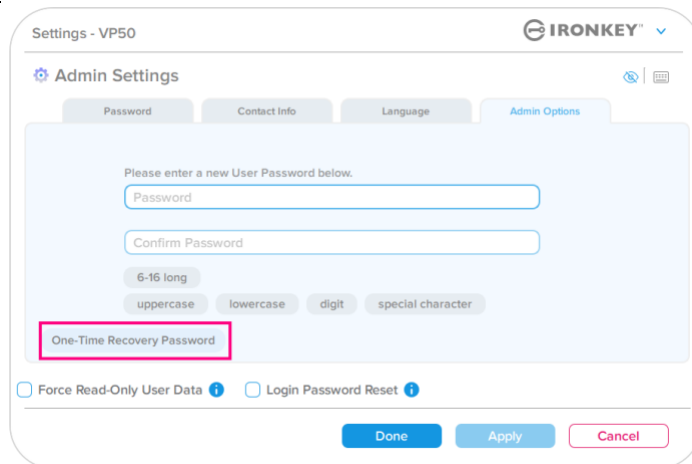 Settings - VP50
IRONKEY™
Admin Settings
Password
Contact Info
Language
Admin Options
Please enter a new User Password below.
Password
Confirm Password
6-16 long
uppercase
lowercase
digit
special character
One-Time Recovery Password
Force Read-Only User Data
Login Password Reset
Done
Apply
Cancel